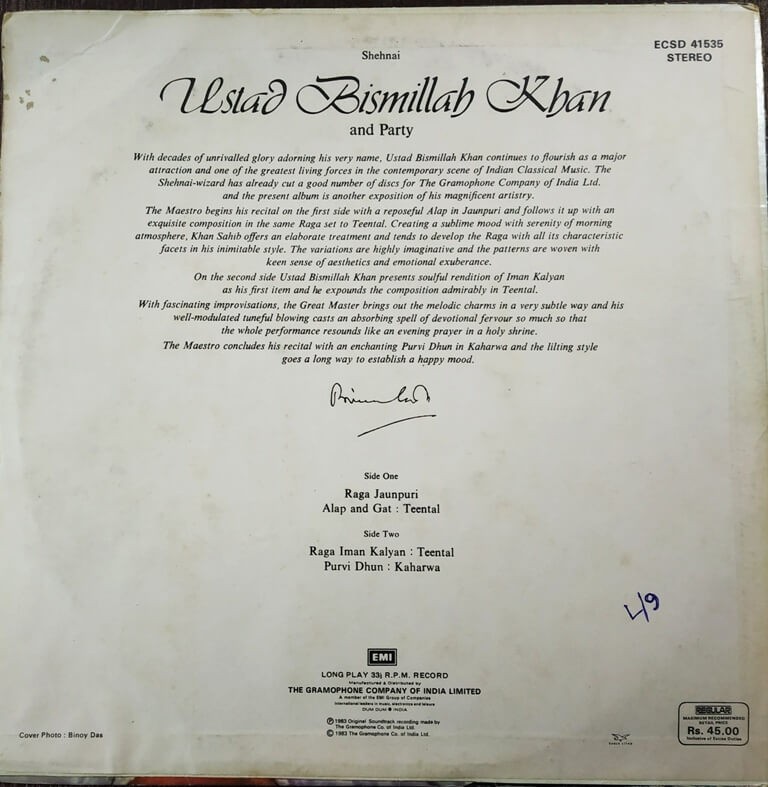 Shehnai
ECSD 41535
STEREO
Ustad Bismillah Khan
and Party
With decades of unrivalled glory adorning his very name, Ustad Bismillah Khan continues to flourish as a major
attraction and one of the greatest living forces in the contemporary scene of Indian Classical Music. The
Shehnai-wizard has already cut a good number of discs for The Gramophone Company of India Ltd.
and the present album is another exposition of his magnificent artistry.
The Maestro begins his recital on the first side with a reposeful Alap in Jaunpuri and follows it up with an
exquisite composition in the same Raga set to Teental. Creating a sublime mood with serenity of morning
atmosphere, Khan Sahib offers an elaborate treatment and tends to develop the Raga with all its characteristic
facets in his inimitable style. The variations are highly imaginative and the patterns are woven with
keen sense of aesthetics and emotional exuberance.
On the second side Ustad Bismillah Khan presents soulful rendition of Iman Kalyan
as his first item and he expounds the composition admirably in Teental.
With fascinating improvisations, the Great Master brings out the melodic charms in a very subtle way and his
well-modulated tuneful blowing casts an absorbing spell of devotional fervour so much so that
the whole performance resounds like an evening prayer in a holy shrine.
The Maestro concludes his recital with an enchanting Purvi Dhun in Kaharwa and the lilting style
goes a long way to establish a happy mood.
Side One
Raga Jaunpuri
Alap and Gat : Teental
Side Two
Raga Iman Kalyan : Teental
Purvi Dhun : Kaharwa
EMI
LONG PLAY 33⅓ R.P.M. RECORD
Manufactured & Distributed by
THE GRAMOPHONE COMPANY OF INDIA LIMITED
A member of the EMI Group of Companies
International leaders in music, electronics and leisure
DUM DUM ● INDIA
℗ 1983 Original Soundtrack recording made by
The Gramophone Co. of India Ltd.
© 1983 The Gramophone Co. of India Ltd.
Cover Photo : Binoy Das
REGULAR
MAXIMUM RECOMMENDED
RETAIL PRICE
Rs. 45.00
Inclusive of Excise Duties